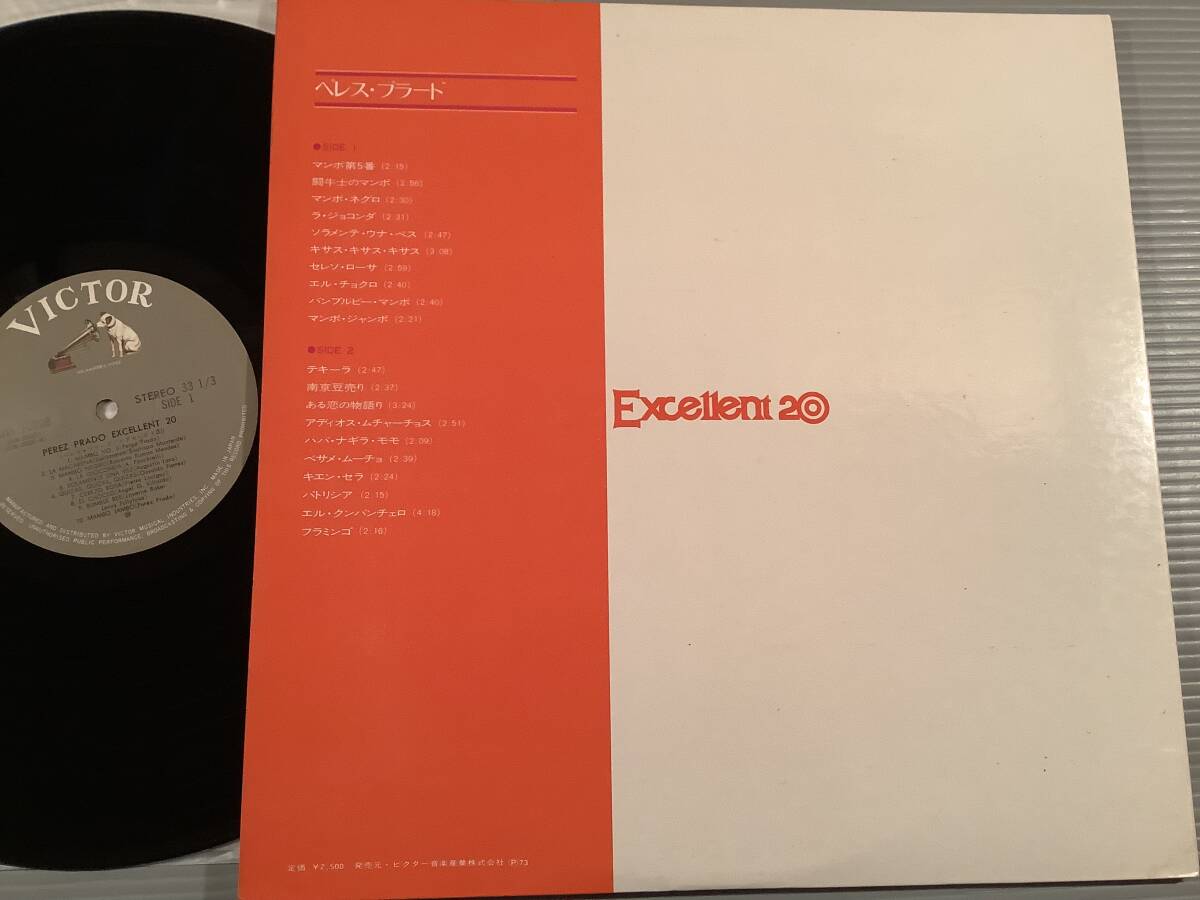 ペレス・プラード
●SIDE 1
マンボ第5番 (2:15)
闘牛士のマンボ (2:56)
マンボ・ネグロ (2:30)
ラ・ジョコンダ (2:31)
ソラメンテ・ウナ・ベス (2:47)
キサス・キサス・キサス (3:08)
セレソ・ローサ (2:59)
エル・チョクロ (2:40)
バンブルビー・マンボ (2:40)
マンボ・ジャンボ (2:21)
●SIDE 2
テキーラ (2:47)
南京豆売り (2:37)
ある恋の物語り (3:24)
アディオス・ムチャーチョス (2:51)
ハバ・ナギラ・モモ (2:09)
ベサメ・ムーチョ (2:39)
キエン・セラ (2:24)
パトリシア (2:15)
エル・クンバンチェロ (4:18)
フラミンゴ (2:16)
定価 ¥2,500 発売元・ビクター音楽産業株式会社 (P)73
Excellent 20
VICTOR
STEREO 33 1/3
SIDE 1
PEREZ PRADO EXCELLENT 20